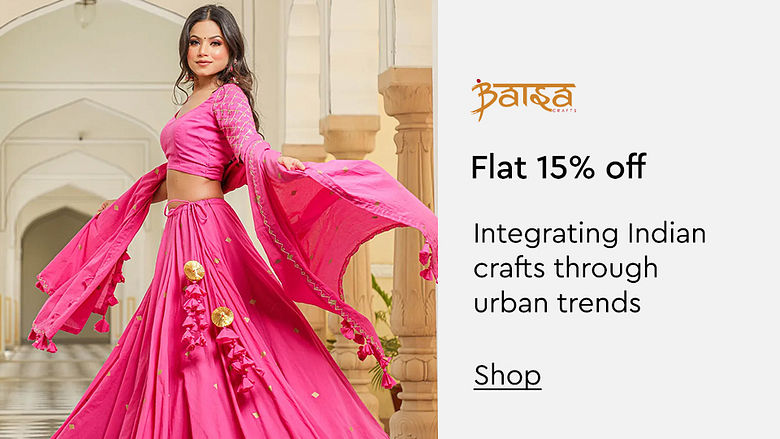 Baisa
CRAFTS
Flat 15% off
Integrating Indian
crafts through
urban trends
Shop